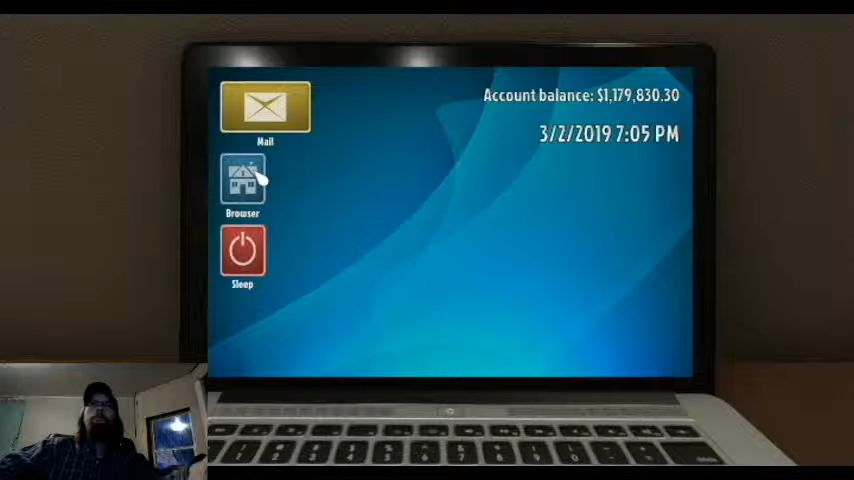 Account balance: $1,179,830.30
3/2/2019 7:05 PM
Mail
Browser
Sleep